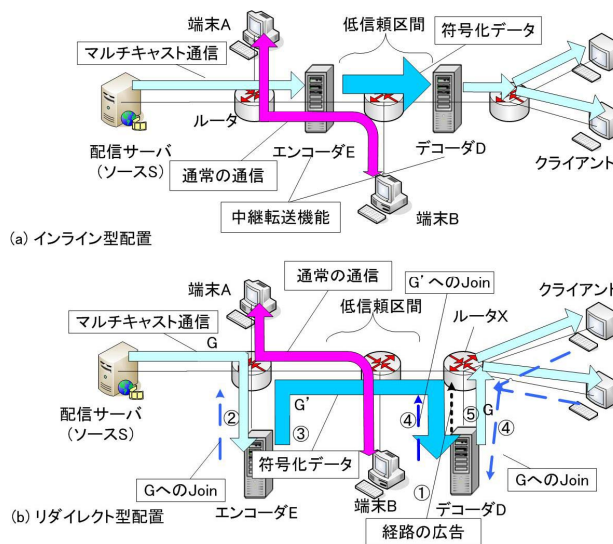 端末A
低信頼区間
符号化データ
マルチキャスト通信
ルータ
エンコーダE
デコーダD
配信サーバ
(ソースS)
通常の通信
クライアント
中継転送機能
端末B
(a) インライン型配置
通常の通信
G'へのJoin
端末A
低信頼区間
ルータX
クライアント
マルチキャスト通信
G
配信サーバ
(ソースS)
G'
②
③
④
⑤
G
④
GへのJoin
符号化データ
①
GへのJoin
エンコーダE
端末B
デコーダD
経路の広告
(b) リダイレクト型配置